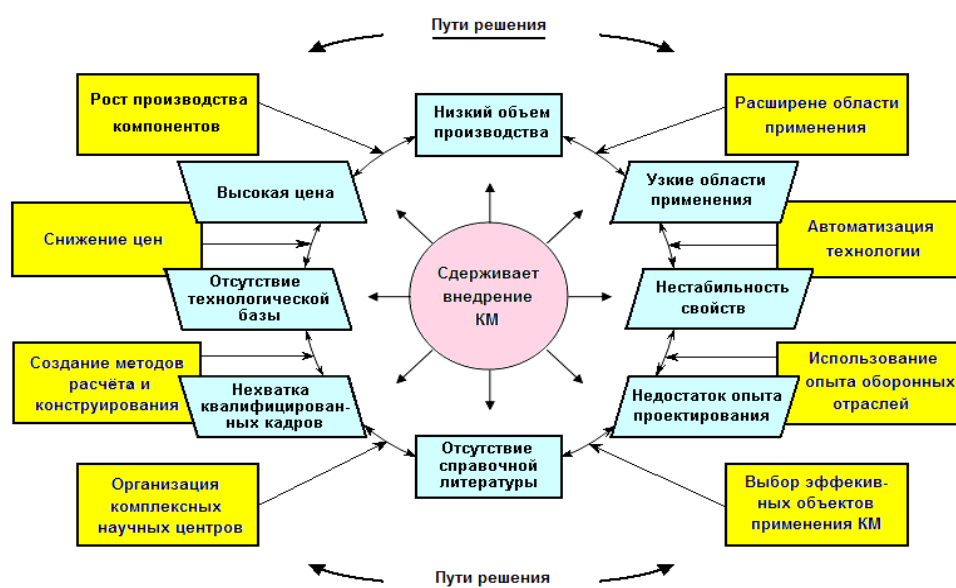 Пути решения
Рост производства
компонентов
Низкий объем
производства
Расширене области
применения
Высокая цена
Узкие области
применения
Снижение цен
Автоматизация
технологии
Сдерживает
внедрение
КМ
Отсутствие
технологической
базы
Нестабильность
свойств
Создание методов
расчёта и
конструирования
Использование
опыта оборонных
отраслей
Нехватка
квалифицирован-
ных кадров
Недостаток опыта
проектирования
Отсутствие
справочной
литературы
Организация
комплексных
научных центров
Выбор эффекив-
ных объектов
применения КМ
Пути решения